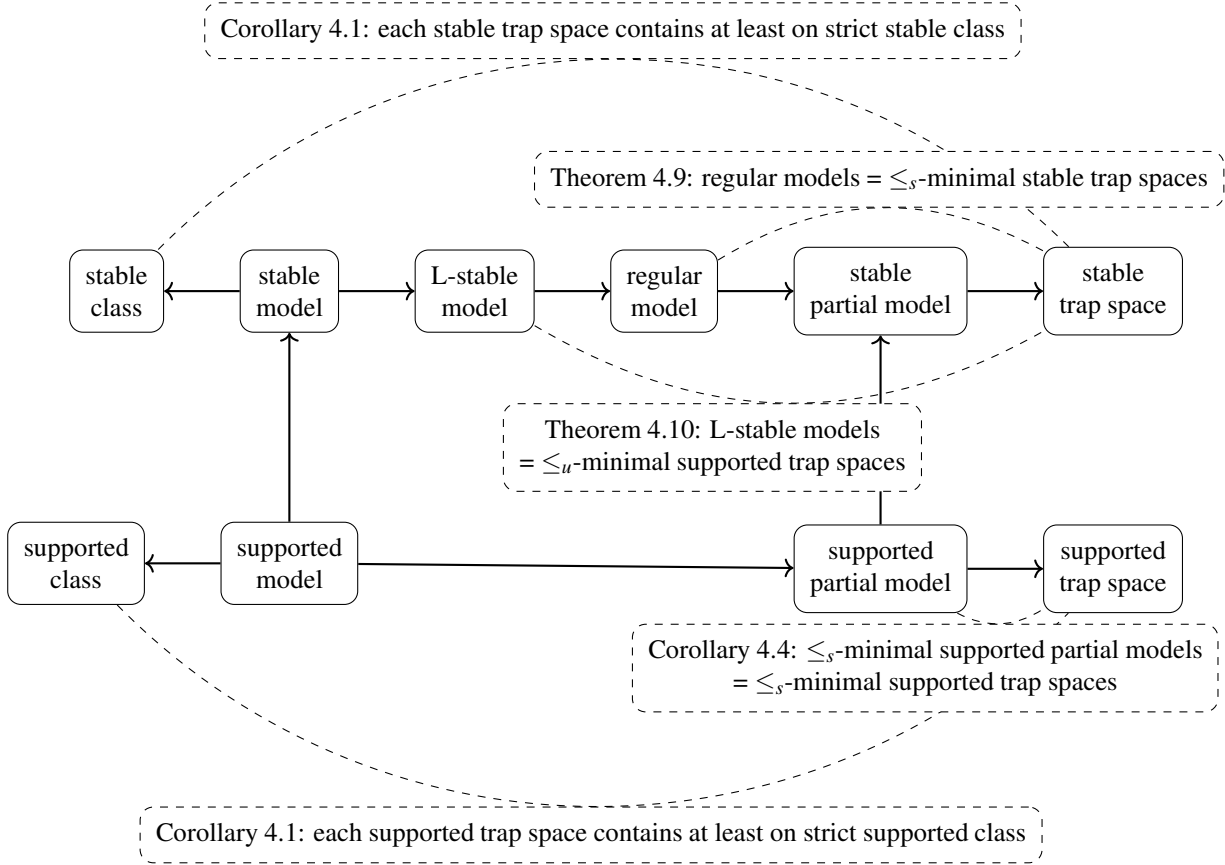 Corollary 4.1: each stable trap space contains at least on strict stable class
Theorem 4.9: regular models = ≤s-minimal stable trap spaces
stable
class
stable
model
L-stable
model
regular
model
stable
partial model
stable
trap space
Theorem 4.10: L-stable models
= ≤u-minimal supported trap spaces
supported
class
supported
model
supported
partial model
supported
trap space
Corollary 4.4: ≤s-minimal supported partial models
= ≤s-minimal supported trap spaces
Corollary 4.1: each supported trap space contains at least on strict supported class